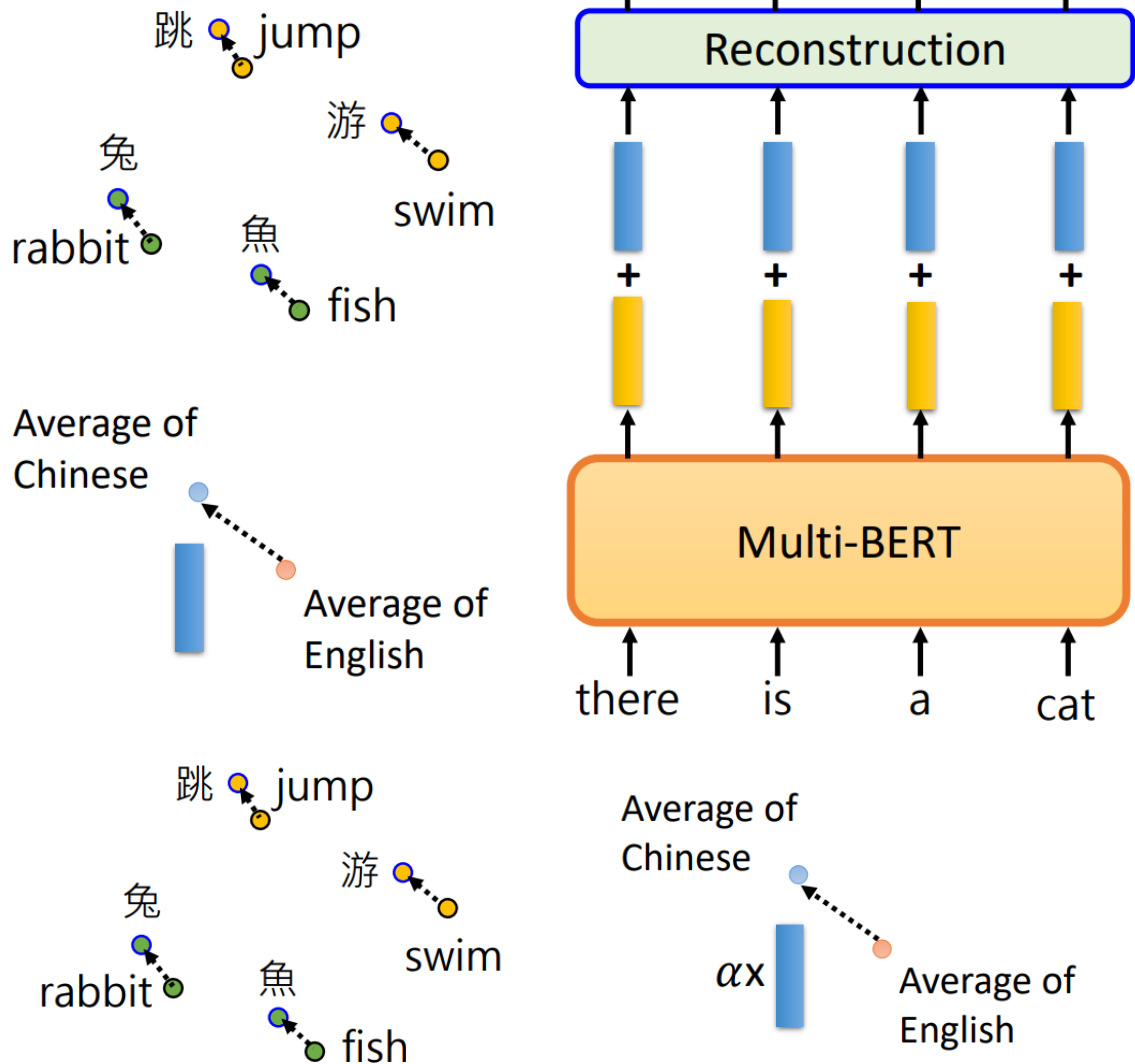 跳 jump
游
swim
兔
rabbit
魚
fish
Average of
Chinese
Average of
English
Reconstruction
+ + + +
Multi-BERT
there is a cat
跳 jump
游
swim
兔
rabbit
魚
fish
Average of
Chinese
αx
Average of
English